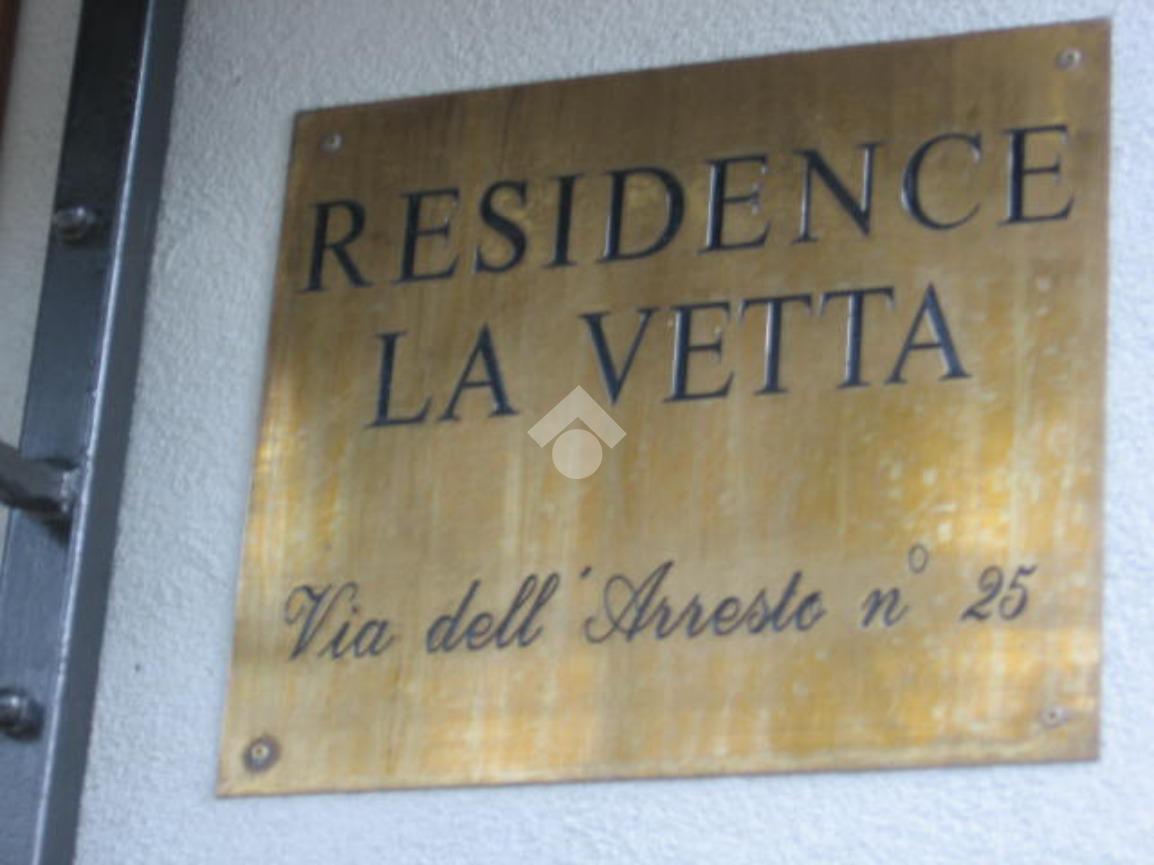 RESIDENCE
LA VETTA
Via dell'Arresto n° 25